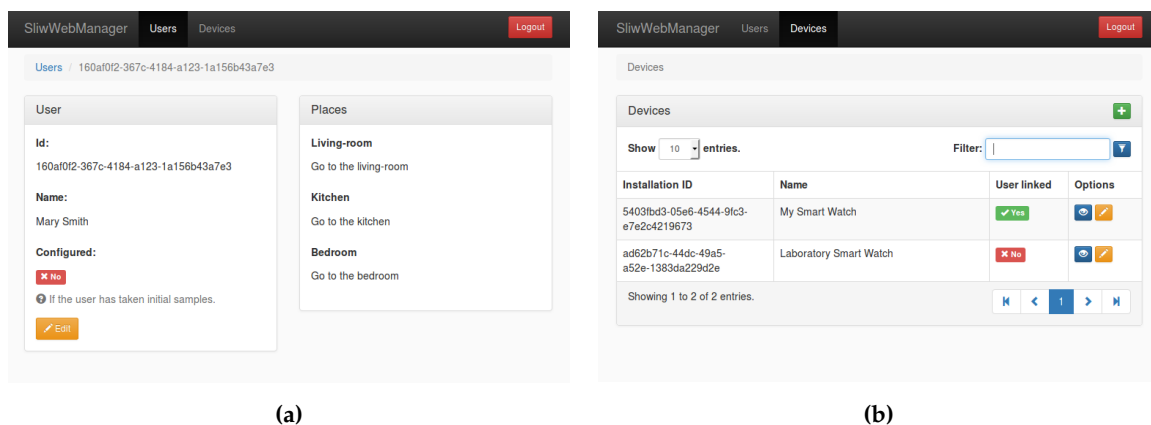 SliwWebManager Users Devices Logout
Users / 160af0f2-367c-4184-a123-1a156b43a7e3
User
Id:
160af0f2-367c-4184-a123-1a156b43a7e3
Name:
Mary Smith
Configured:
No
If the user has taken initial samples.
Edit
Places
Living-room
Go to the living-room
Kitchen
Go to the kitchen
Bedroom
Go to the bedroom
(a)
SliwWebManager Users Devices Logout
Devices
Devices
Show 10 entries. Filter:
Installation ID Name User linked Options
5403fbd3-05e6-4544-9fc3- My Smart Watch Yes
e7e2c4219673
ad62b71c-44dc-49a5- Laboratory Smart Watch No
a52e-1383da229d2e
Showing 1 to 2 of 2 entries. 1
(b)